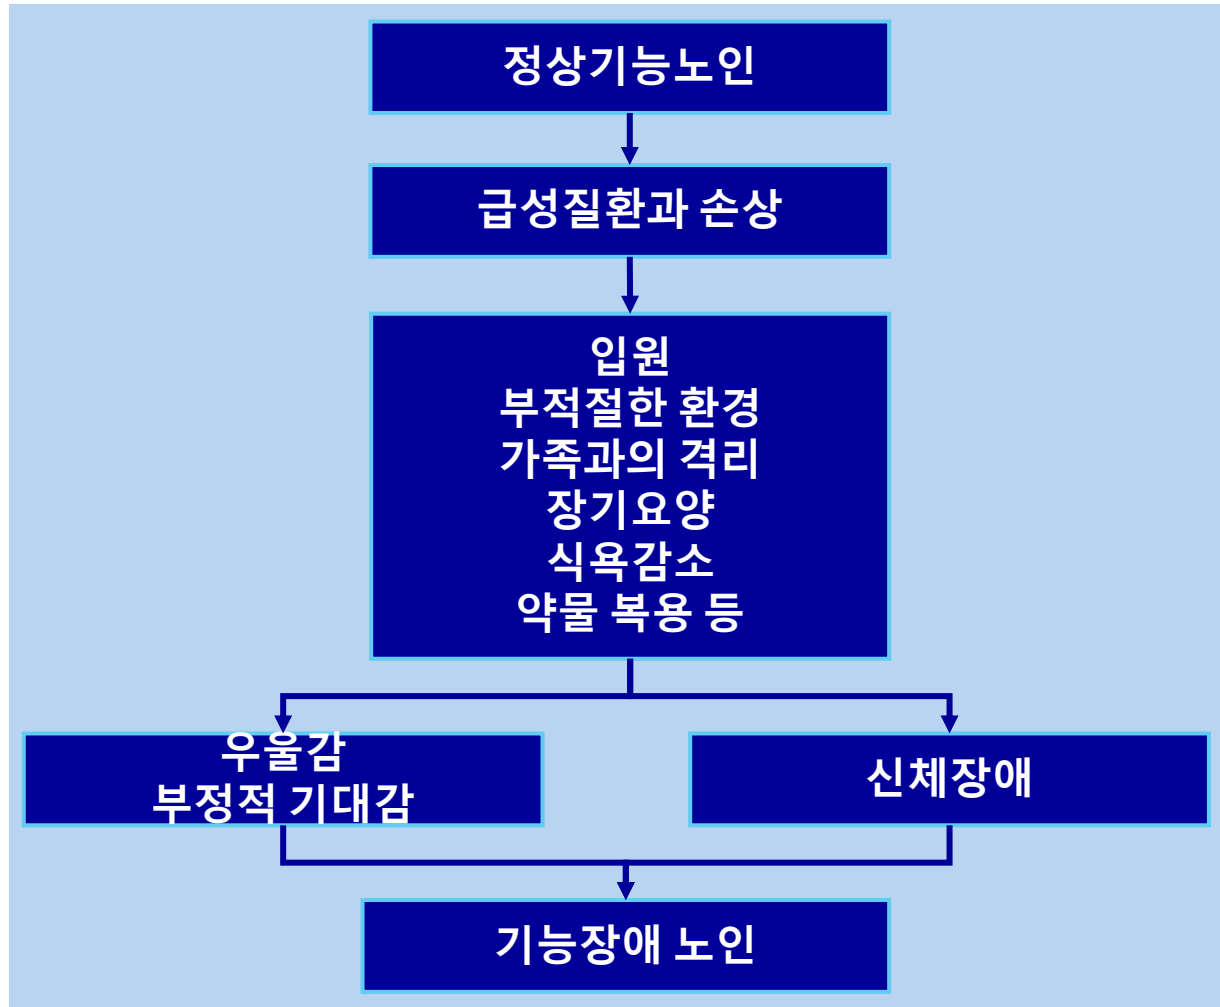 정상기능노인
급성질환과 손상
입원
부적절한 환경
가족과의 격리
장기요양
식욕감소
약물 복용 등
우울감
부정적 기대감
신체장애
기능장애 노인